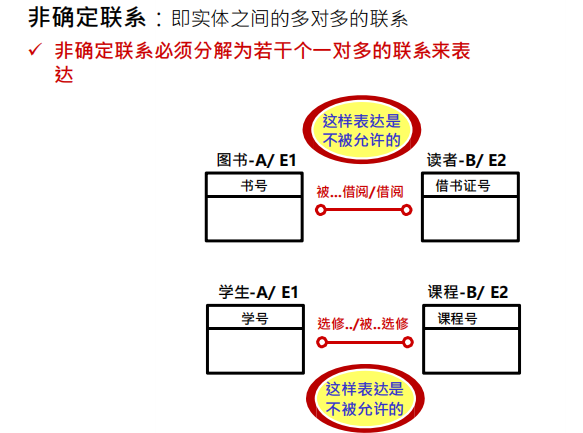 非确定联系：即实体之间的多对多的联系
✓ 非确定联系必须分解为若干个一对多的联系来表
达
这样表达是
不被允许的
图书-A/ E1
读者-B/ E2
书号
被...借阅/借阅
借书证号
学生-A/ E1
课程-B/ E2
学号
选修../被..选修
课程号
这样表达是
不被允许的